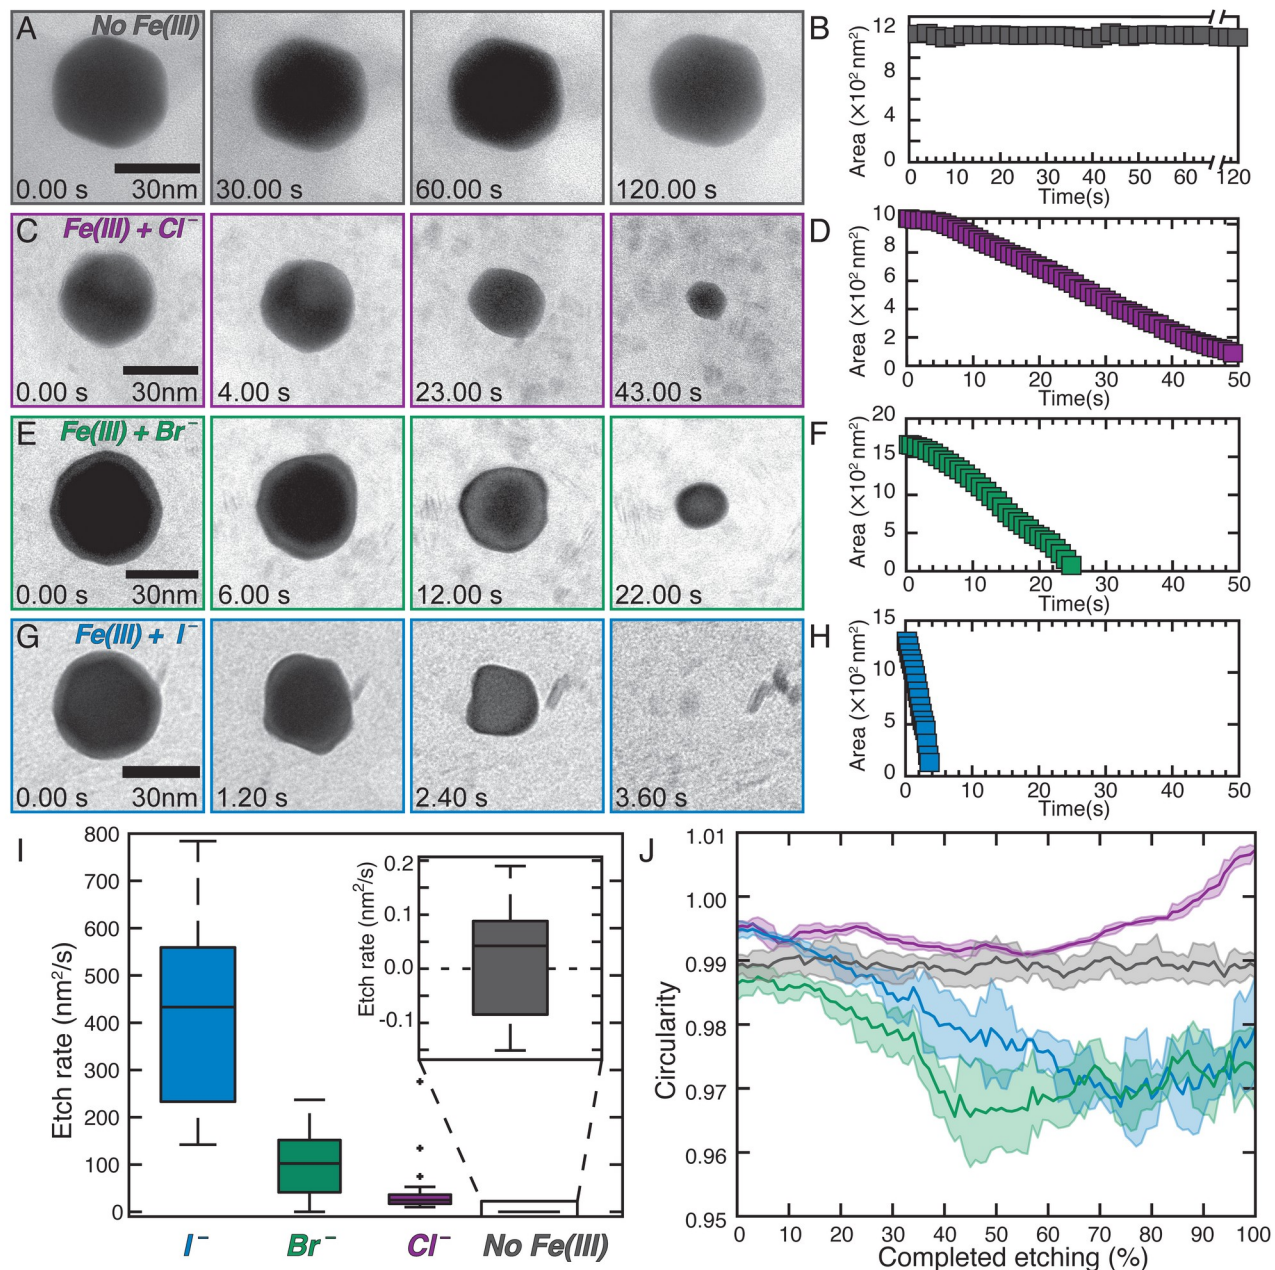 A No Fe(III)
0.00 s 30nm
30.00 s
60.00 s
120.00 s
B
Area (×10² nm²)
12
8
4
0
0 10 20 30 40 50 60 120
Time(s)
C Fe(III) + Cl⁻
0.00 s 30nm
4.00 s
23.00 s
43.00 s
D
Area (×10² nm²)
10
8
6
4
2
0
0 10 20 30 40 50
Time(s)
E Fe(III) + Br⁻
0.00 s 30nm
6.00 s
12.00 s
22.00 s
F
Area (×10² nm²)
20
15
10
5
0
0 10 20 30 40 50
Time(s)
G Fe(III) + I⁻
0.00 s 30nm
1.20 s
2.40 s
3.60 s
H
Area (×10² nm²)
15
10
5
0
0 10 20 30 40 50
Time(s)
I
Etch rate (nm²/s)
800
700
600
500
400
300
200
100
0
I⁻ Br⁻ Cl⁻ No Fe(III)
Etch rate (nm²/s)
0.2
0.1
0.0
-0.1
J
Circularity
1.01
1.00
0.99
0.98
0.97
0.96
0.95
0 10 20 30 40 50 60 70 80 90 100
Completed etching (%)